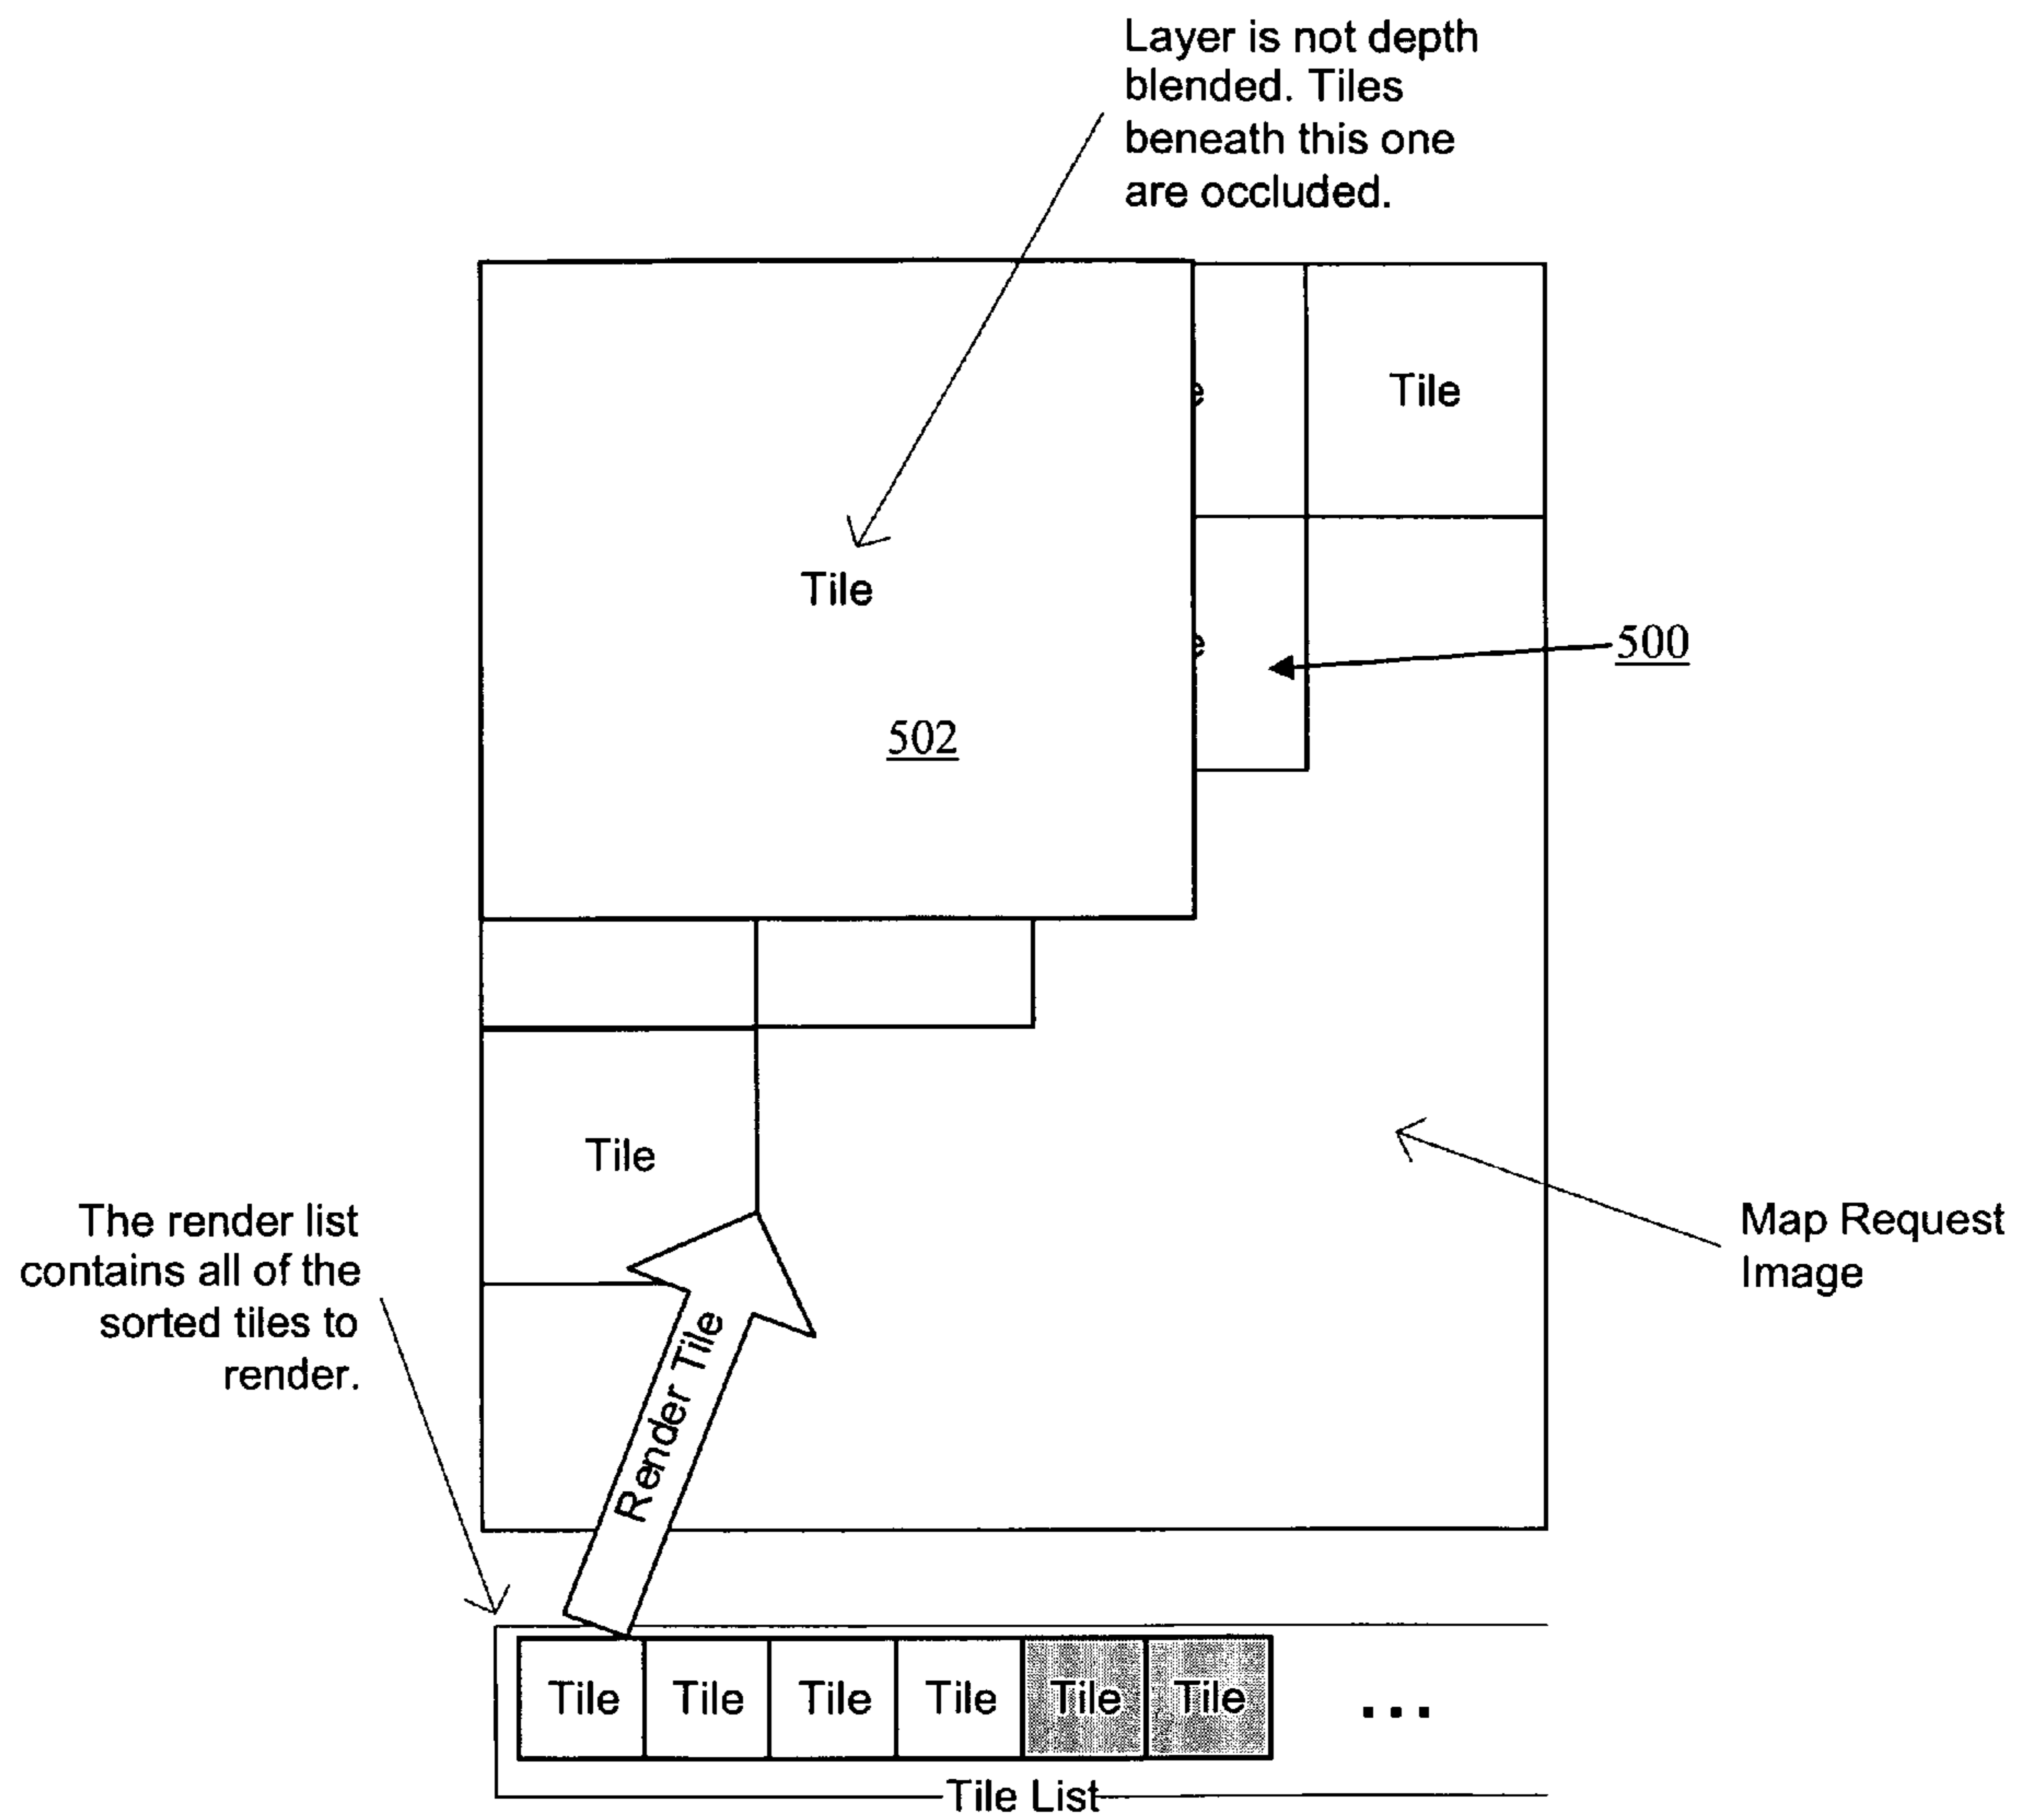 Layer is not depth
blended. Tiles
beneath this one
are occluded.
e
Tile
Tile
e
500
502
Tile
The render list
contains all of the
sorted tiles to
render.
Map Request
Image
Render Tile
Tile Tile Tile Tile Tile Tile ...
Tile List